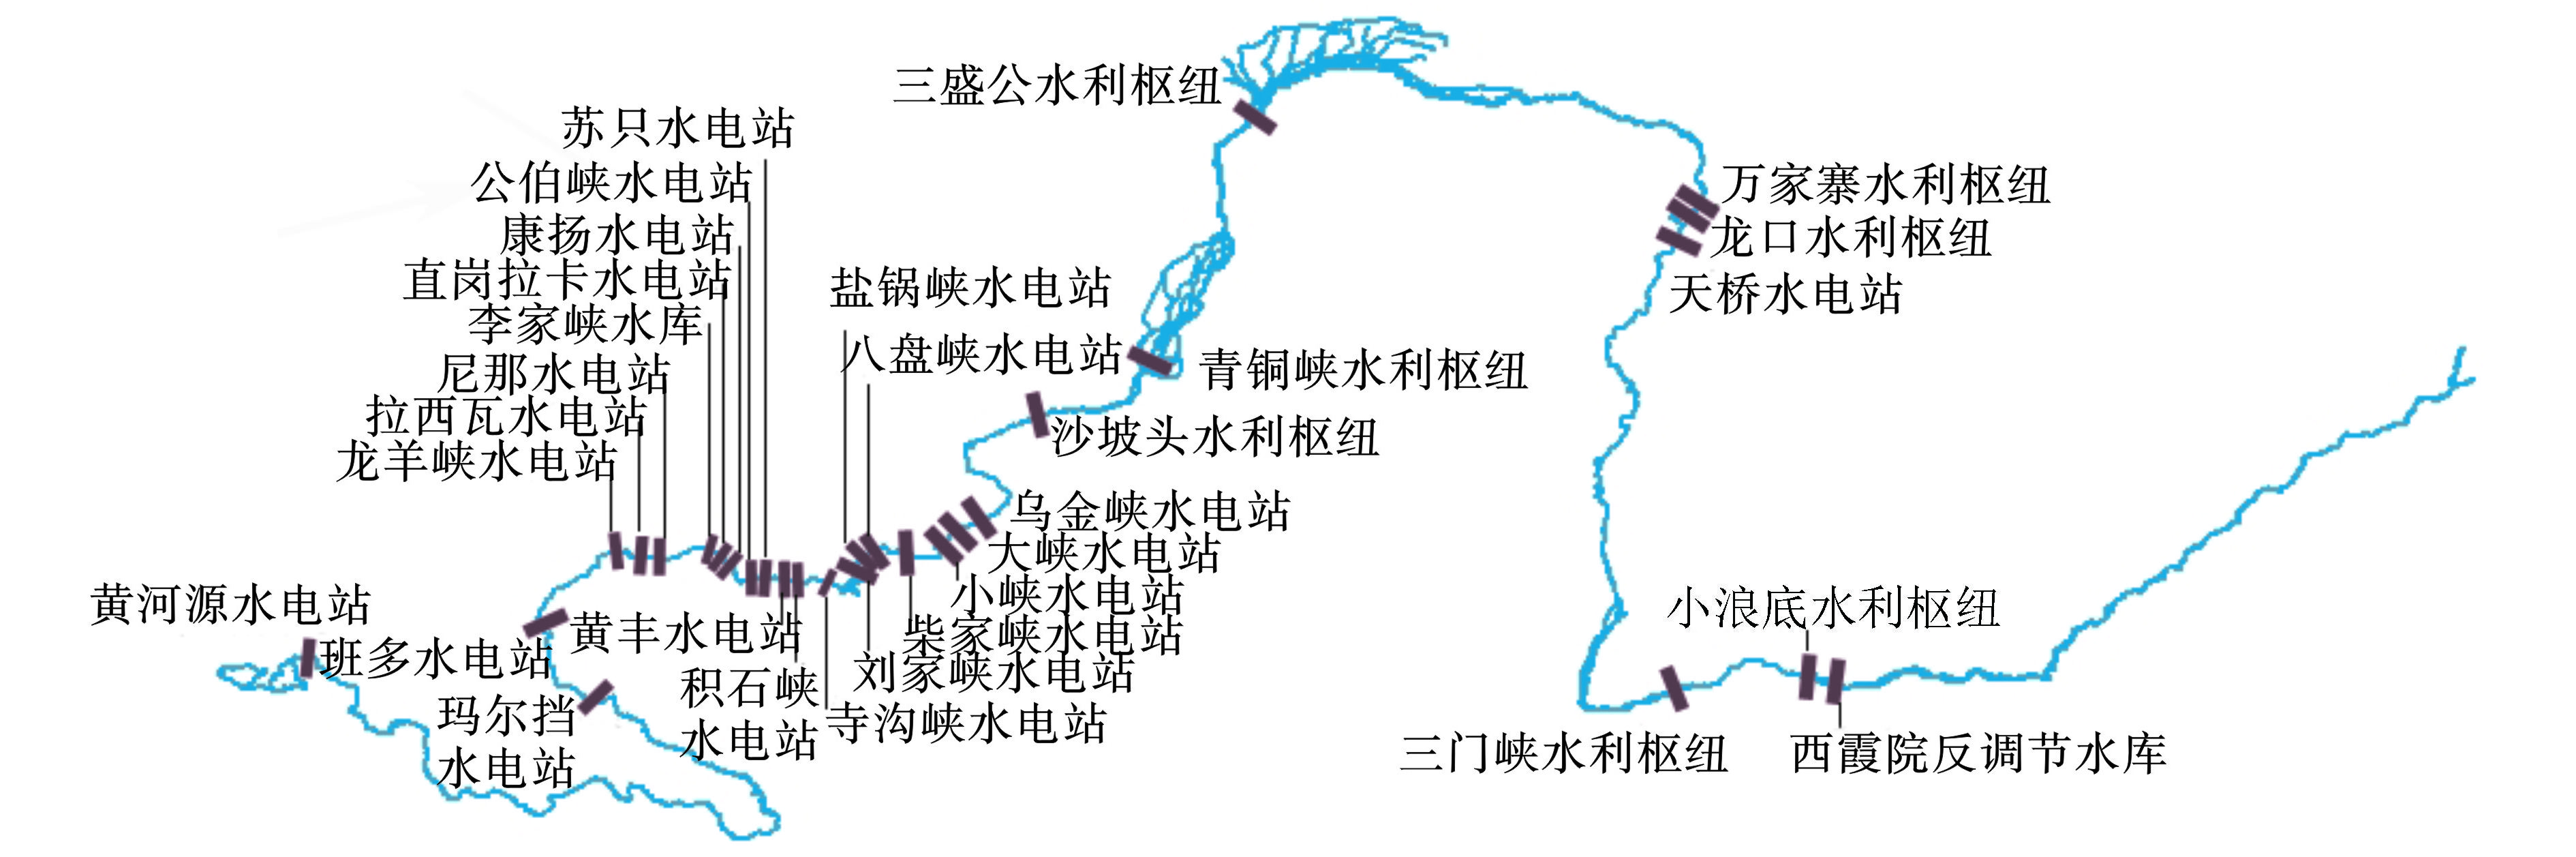 三盛公水利枢纽
苏只水电站
公伯峡水电站
万家寨水利枢纽
康扬水电站
龙口水利枢纽
直岗拉卡水电站
盐锅峡水电站
天桥水电站
李家峡水库
八盘峡水电站
尼那水电站
青铜峡水利枢纽
拉西瓦水电站
沙坡头水利枢纽
龙羊峡水电站
乌金峡水电站
大峡水电站
小峡水电站
黄河源水电站
小浪底水利枢纽
黄丰水电站
柴家峡水电站
班多水电站
刘家峡水电站
积石峡
水电站
玛尔挡
水电站
寺沟峡水电站
三门峡水利枢纽
西霞院反调节水库